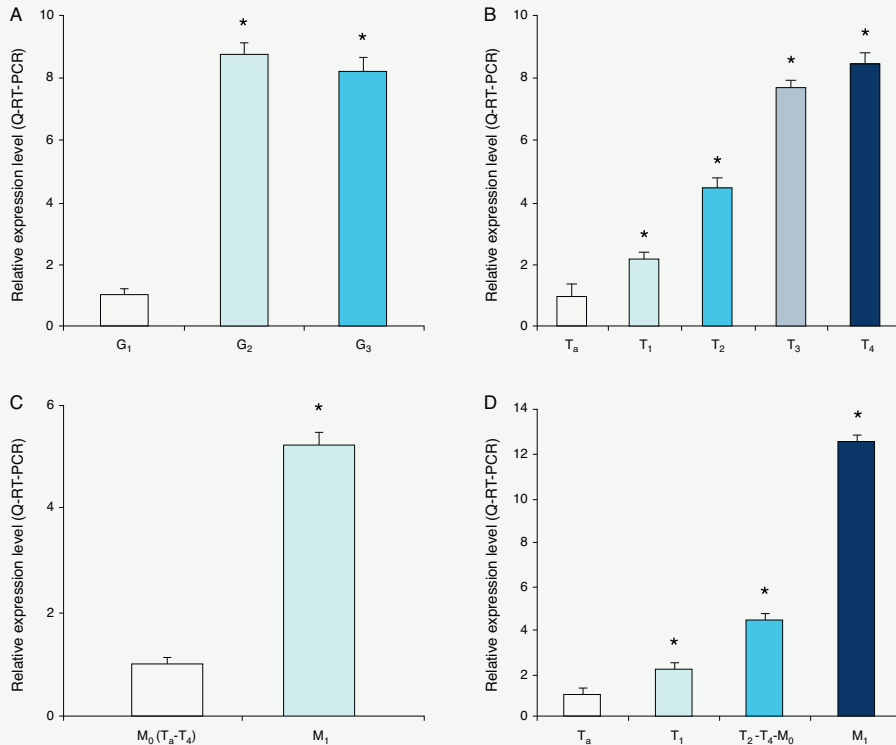 A
Relative expression level (Q-RT-PCR)
10
8
6
4
2
0
*
*
G₁
G₂
G₃
B
Relative expression level (Q-RT-PCR)
10
8
6
4
2
0
*
*
*
*
Tₐ
T₁
T₂
T₃
T₄
C
Relative expression level (Q-RT-PCR)
6
4
2
0
*
M₀ (Tₐ-T₄)
M₁
D
Relative expression level (Q-RT-PCR)
14
12
10
8
6
4
2
0
*
*
*
Tₐ
T₁
T₂-T₄-M₀
M₁